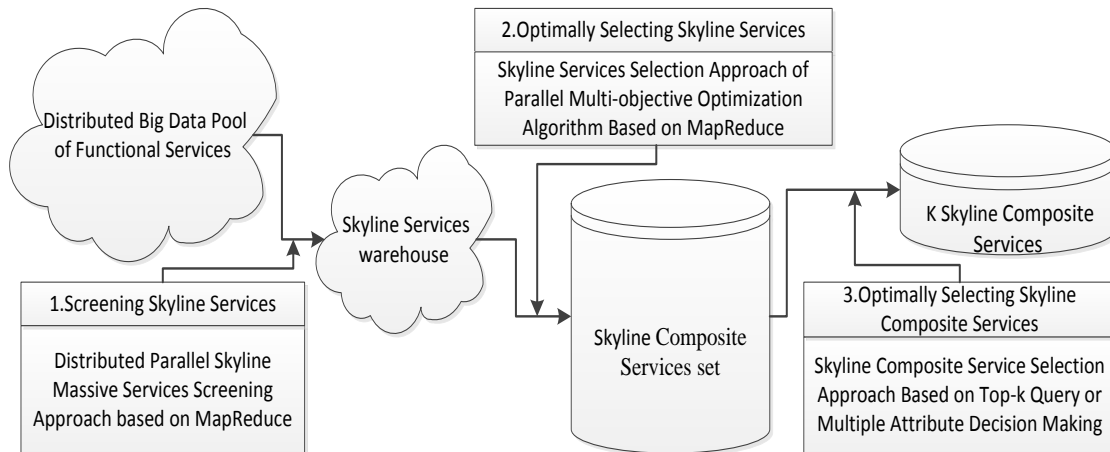 Distributed Big Data Pool
of Functional Services
1.Screening Skyline Services
Distributed Parallel Skyline
Massive Services Screening
Approach based on MapReduce
Skyline Services
warehouse
2.Optimally Selecting Skyline Services
Skyline Services Selection Approach of
Parallel Multi-objective Optimization
Algorithm Based on MapReduce
Skyline Composite
Services set
K Skyline Composite
Services
3.Optimally Selecting Skyline
Composite Services
Skyline Composite Service Selection
Approach Based on Top-k Query or
Multiple Attribute Decision Making